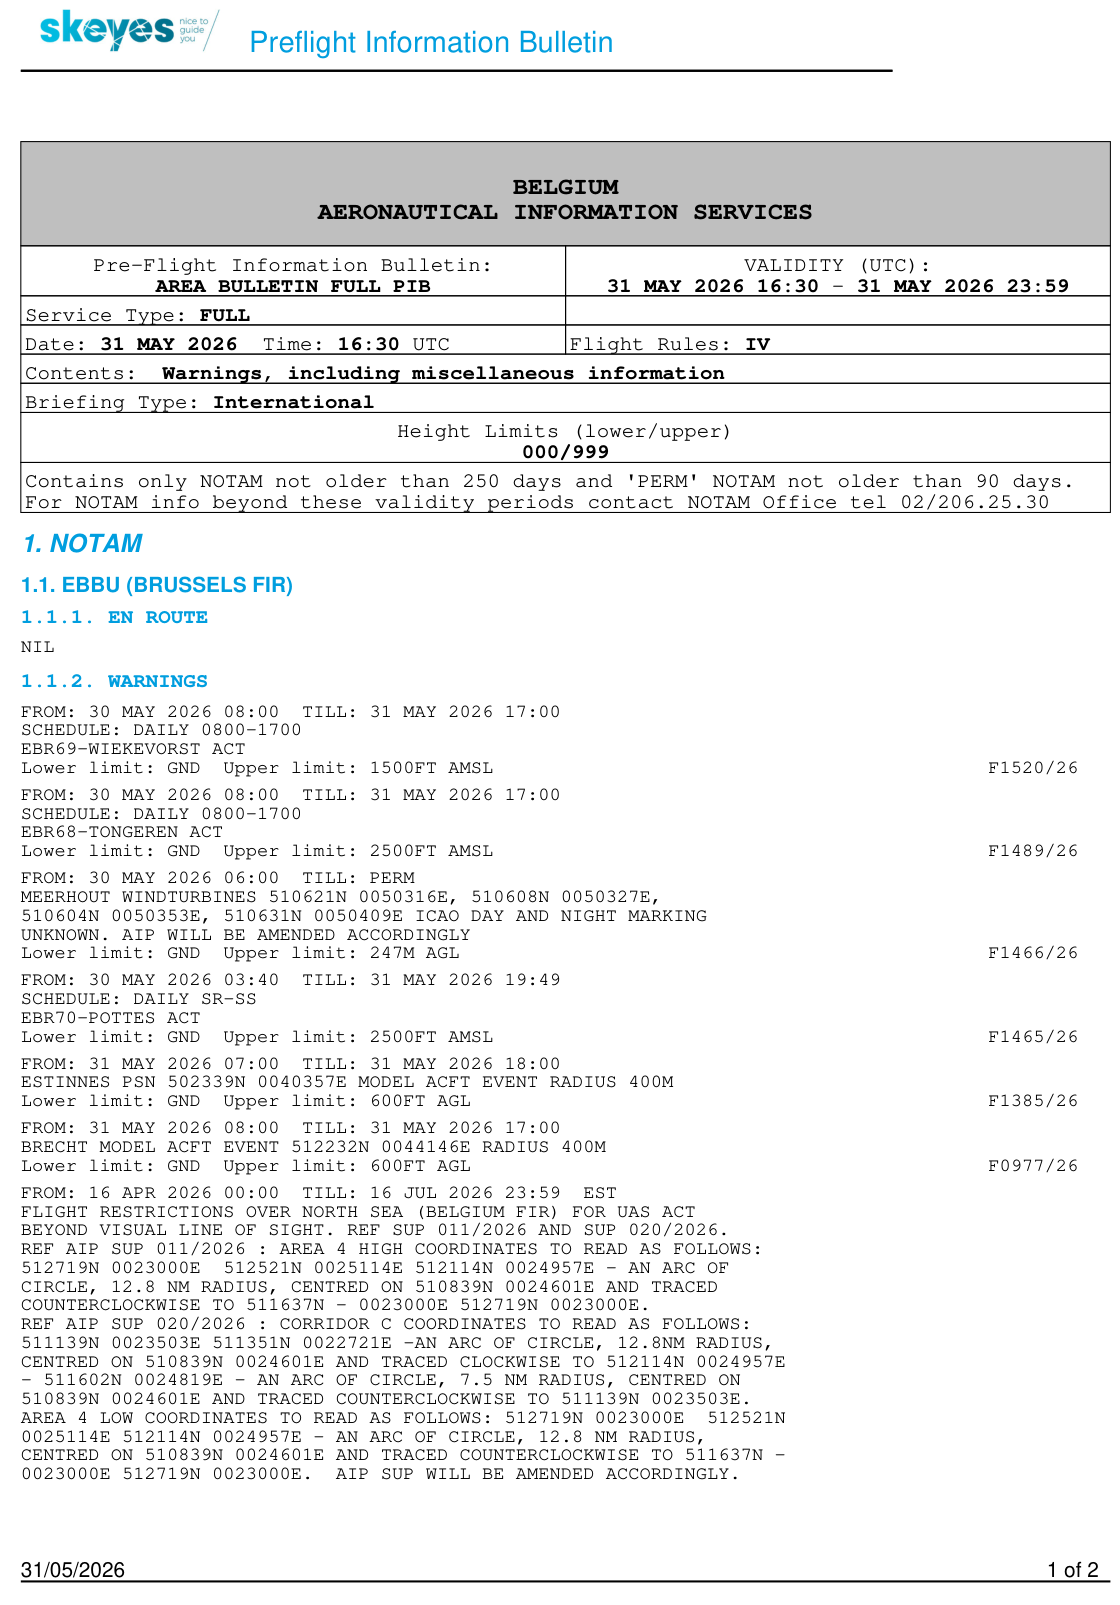 skeyes nice to guide you
Preflight Information Bulletin
BELGIUM
AERONAUTICAL INFORMATION SERVICES
Pre-Flight Information Bulletin:
AREA BULLETIN FULL PIB
VALIDITY (UTC):
31 MAY 2026 16:30 - 31 MAY 2026 23:59
Service Type: FULL
Date: 31 MAY 2026  Time: 16:30 UTC
Flight Rules: IV
Contents:  Warnings, including miscellaneous information
Briefing Type: International
Height Limits (lower/upper)
000/999
Contains only NOTAM not older than 250 days and 'PERM' NOTAM not older than 90 days.
For NOTAM info beyond these validity periods contact NOTAM Office tel 02/206.25.30
1. NOTAM
1.1. EBBU (BRUSSELS FIR)
1.1.1. EN ROUTE
NIL
1.1.2. WARNINGS
FROM: 30 MAY 2026 08:00  TILL: 31 MAY 2026 17:00
SCHEDULE: DAILY 0800-1700
EBR69-WIEKEVORST ACT
Lower limit: GND  Upper limit: 1500FT AMSL F1520/26
FROM: 30 MAY 2026 08:00  TILL: 31 MAY 2026 17:00
SCHEDULE: DAILY 0800-1700
EBR68-TONGEREN ACT
Lower limit: GND  Upper limit: 2500FT AMSL F1489/26
FROM: 30 MAY 2026 06:00  TILL: PERM
MEERHOUT WINDTURBINES 510621N 0050316E, 510608N 0050327E,
510604N 0050353E, 510631N 0050409E ICAO DAY AND NIGHT MARKING
UNKNOWN. AIP WILL BE AMENDED ACCORDINGLY
Lower limit: GND  Upper limit: 247M AGL F1466/26
FROM: 30 MAY 2026 03:40  TILL: 31 MAY 2026 19:49
SCHEDULE: DAILY SR-SS
EBR70-POTTES ACT
Lower limit: GND  Upper limit: 2500FT AMSL F1465/26
FROM: 31 MAY 2026 07:00  TILL: 31 MAY 2026 18:00
ESTINNES PSN 502339N 0040357E MODEL ACFT EVENT RADIUS 400M
Lower limit: GND  Upper limit: 600FT AGL F1385/26
FROM: 31 MAY 2026 08:00  TILL: 31 MAY 2026 17:00
BRECHT MODEL ACFT EVENT 512232N 0044146E RADIUS 400M
Lower limit: GND  Upper limit: 600FT AGL F0977/26
FROM: 16 APR 2026 00:00  TILL: 16 JUL 2026 23:59  EST
FLIGHT RESTRICTIONS OVER NORTH SEA (BELGIUM FIR) FOR UAS ACT
BEYOND VISUAL LINE OF SIGHT. REF SUP 011/2026 AND SUP 020/2026.
REF AIP SUP 011/2026 : AREA 4 HIGH COORDINATES TO READ AS FOLLOWS:
512719N 0023000E  512521N 0025114E 512114N 0024957E - AN ARC OF
CIRCLE, 12.8 NM RADIUS, CENTRED ON 510839N 0024601E AND TRACED
COUNTERCLOCKWISE TO 511637N - 0023000E 512719N 0023000E.
REF AIP SUP 020/2026 : CORRIDOR C COORDINATES TO READ AS FOLLOWS:
511139N 0023503E 511351N 0022721E -AN ARC OF CIRCLE, 12.8NM RADIUS,
CENTRED ON 510839N 0024601E AND TRACED CLOCKWISE TO 512114N 0024957E
- 511602N 0024819E - AN ARC OF CIRCLE, 7.5 NM RADIUS, CENTRED ON
510839N 0024601E AND TRACED COUNTERCLOCKWISE TO 511139N 0023503E.
AREA 4 LOW COORDINATES TO READ AS FOLLOWS: 512719N 0023000E  512521N
0025114E 512114N 0024957E - AN ARC OF CIRCLE, 12.8 NM RADIUS,
CENTRED ON 510839N 0024601E AND TRACED COUNTERCLOCKWISE TO 511637N -
0023000E 512719N 0023000E.  AIP SUP WILL BE AMENDED ACCORDINGLY.
31/05/2026
1 of 2